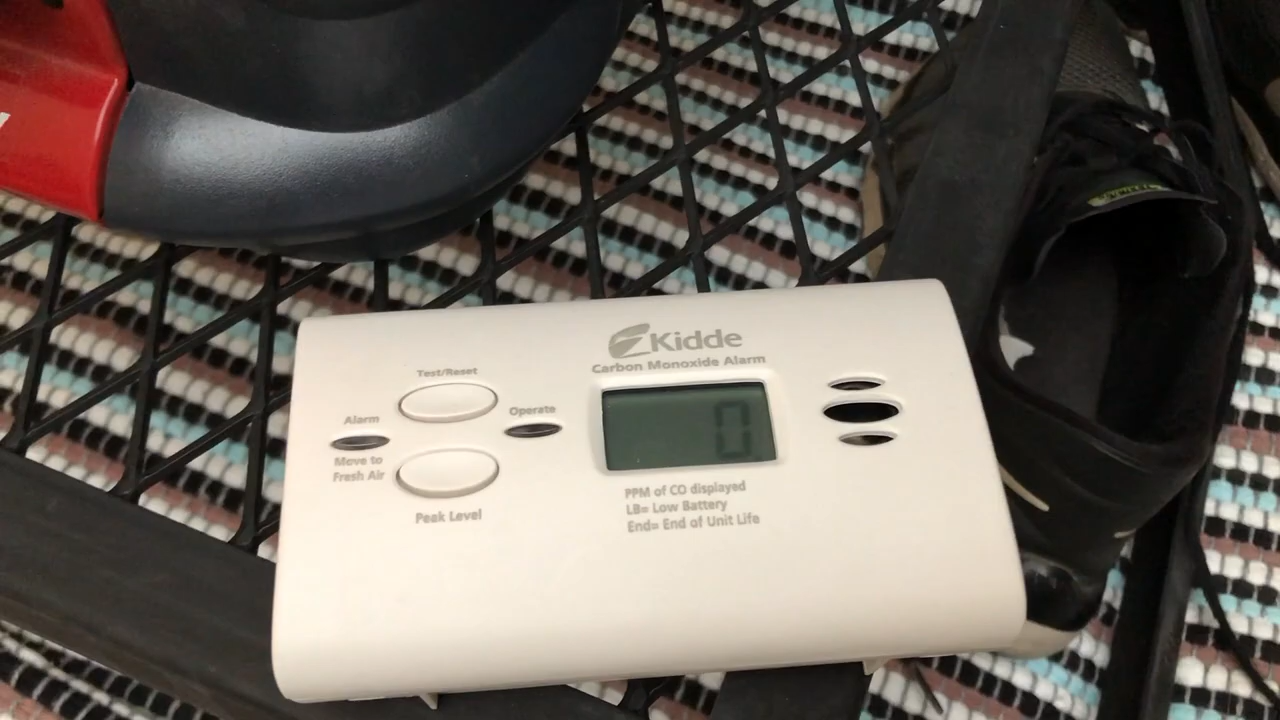 Kidde
Carbon Monoxide Alarm
Test/Reset
Alarm
Operate
0
Move to
Fresh Air
Peak Level
PPM of CO displayed
LB= Low Battery
End= End of Unit Life